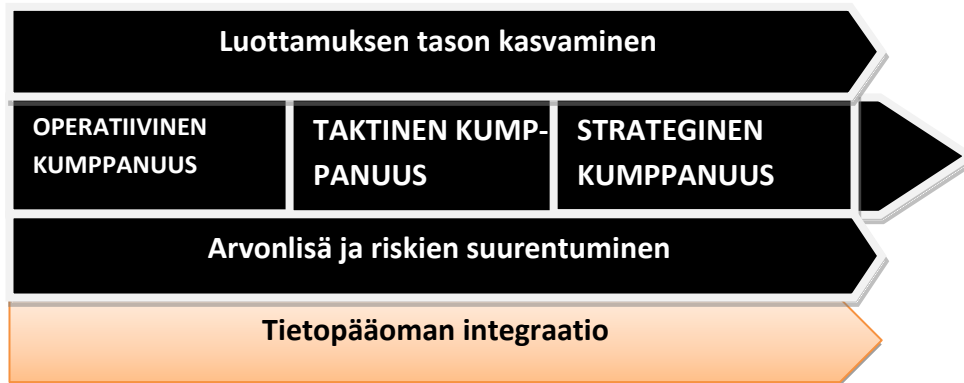 Luottamuksen tason kasvaminen
OPERATIIVINEN
KUMPPANUUS
TAKTINEN KUMP-
PANUUS
STRATEGINEN
KUMPPANUUS
Arvonlisä ja riskien suurentuminen
Tietopääoman integraatio